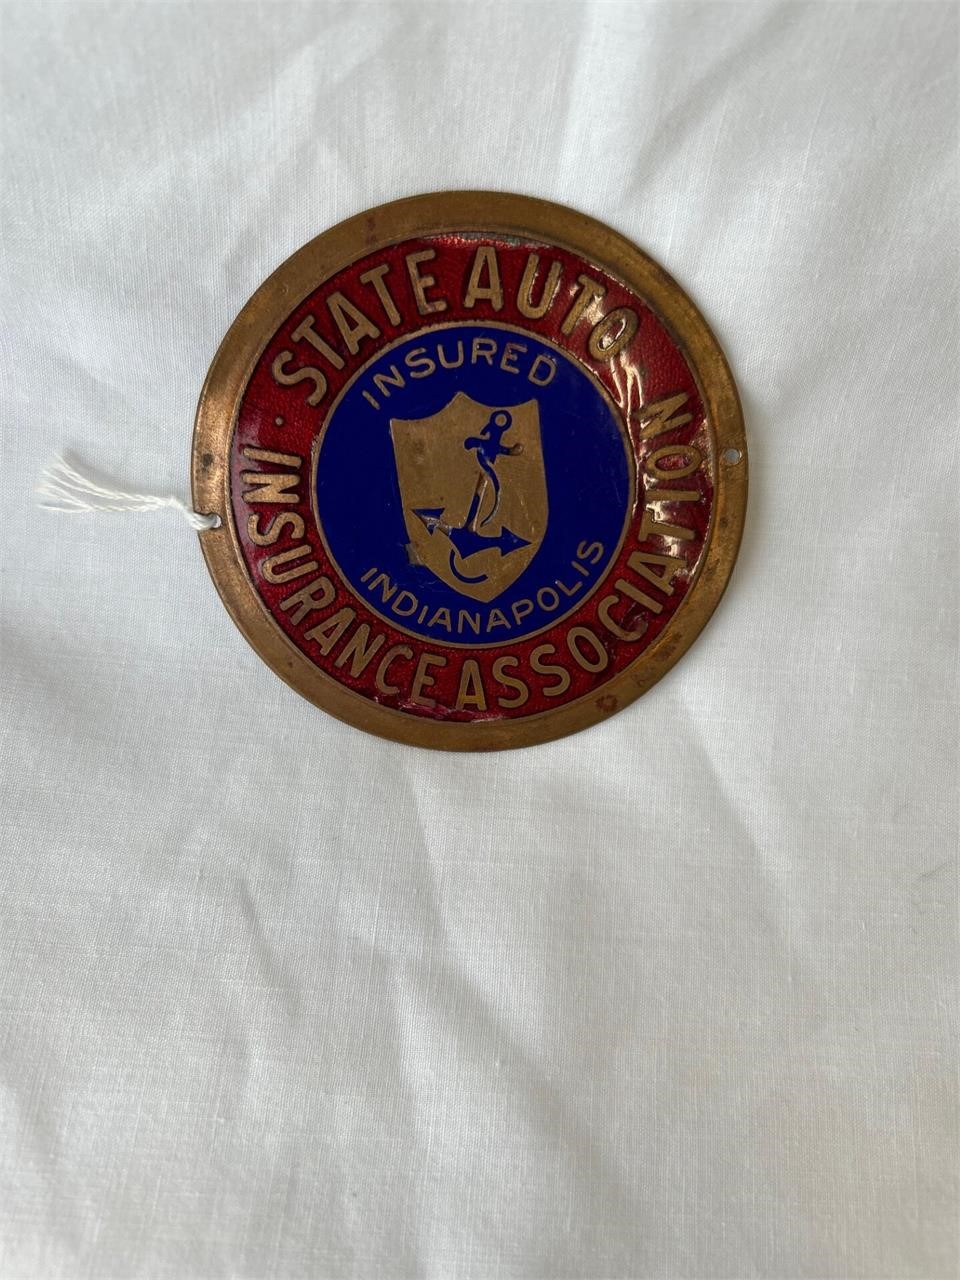 STATE AUTO
INSURANCE ASSOCIATION
INSURED
INDIANAPOLIS